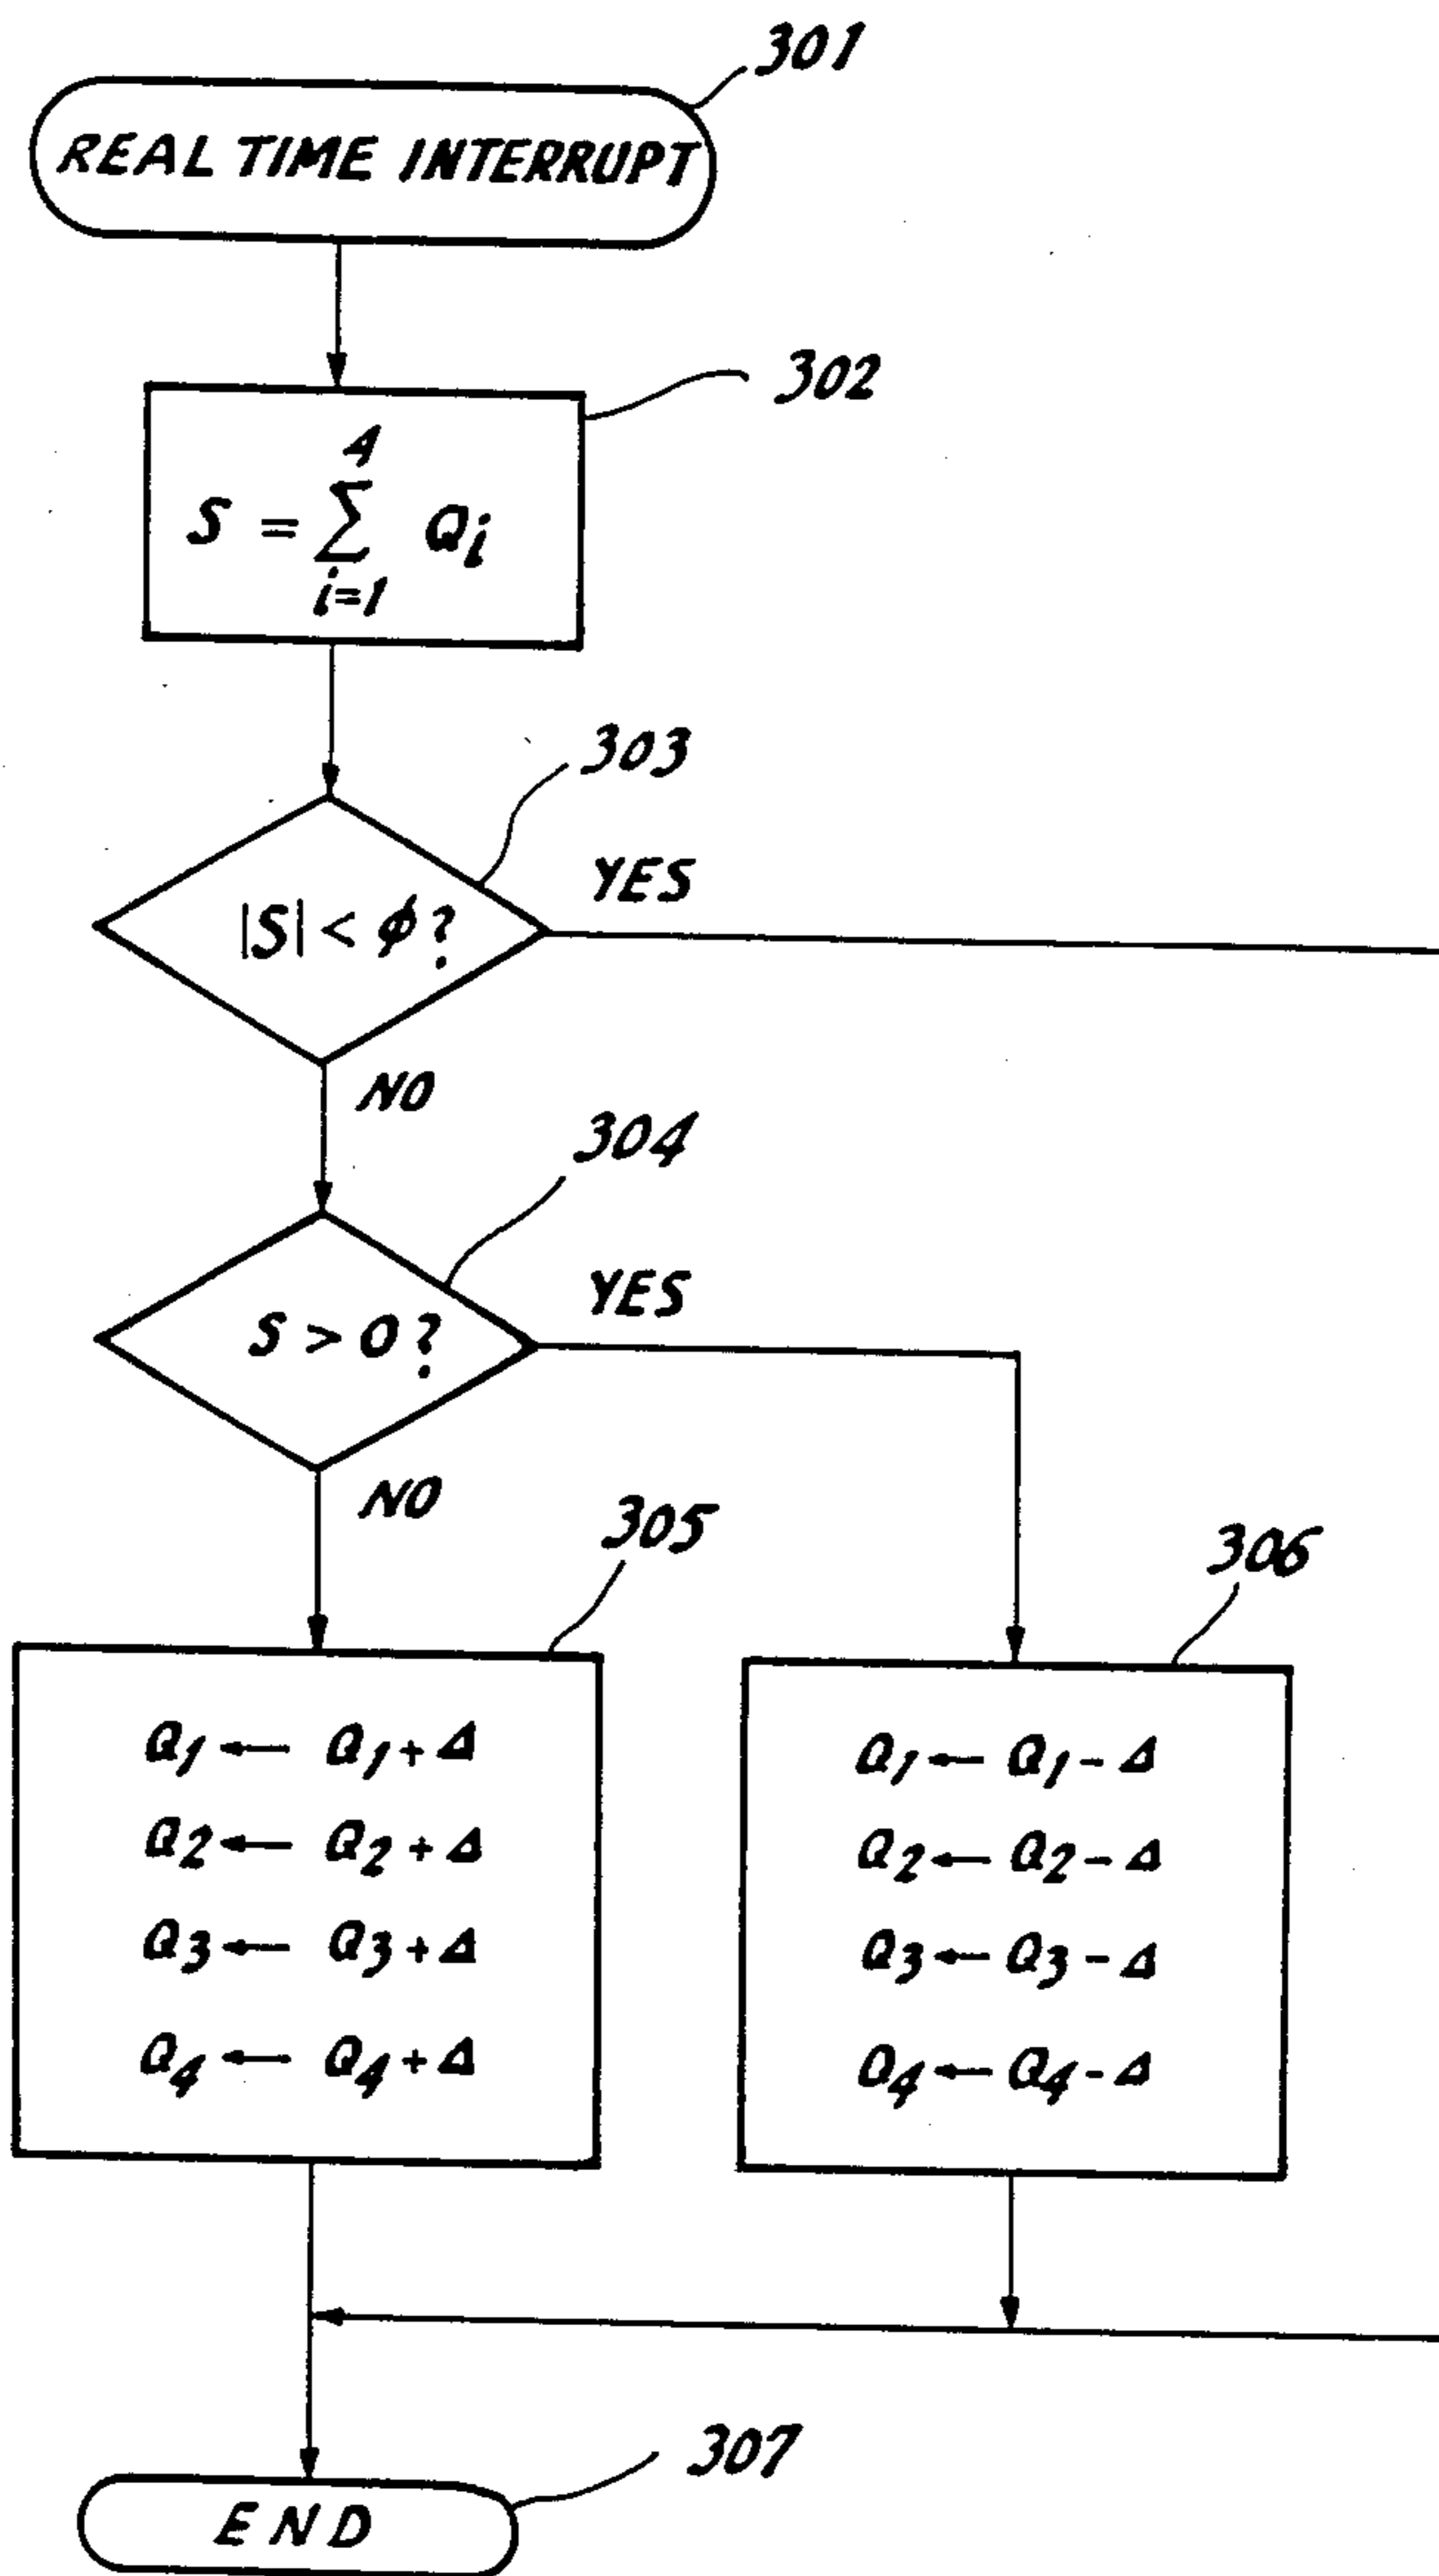 301
REAL TIME INTERRUPT
302
4
S = Σ Qi
i=1
303
|S| < φ?
YES
NO
304
S > 0?
YES
NO
305
306
Q1 ← Q1 + Δ
Q2 ← Q2 + Δ
Q3 ← Q3 + Δ
Q4 ← Q4 + Δ
Q1 ← Q1 - Δ
Q2 ← Q2 - Δ
Q3 ← Q3 - Δ
Q4 ← Q4 - Δ
307
END